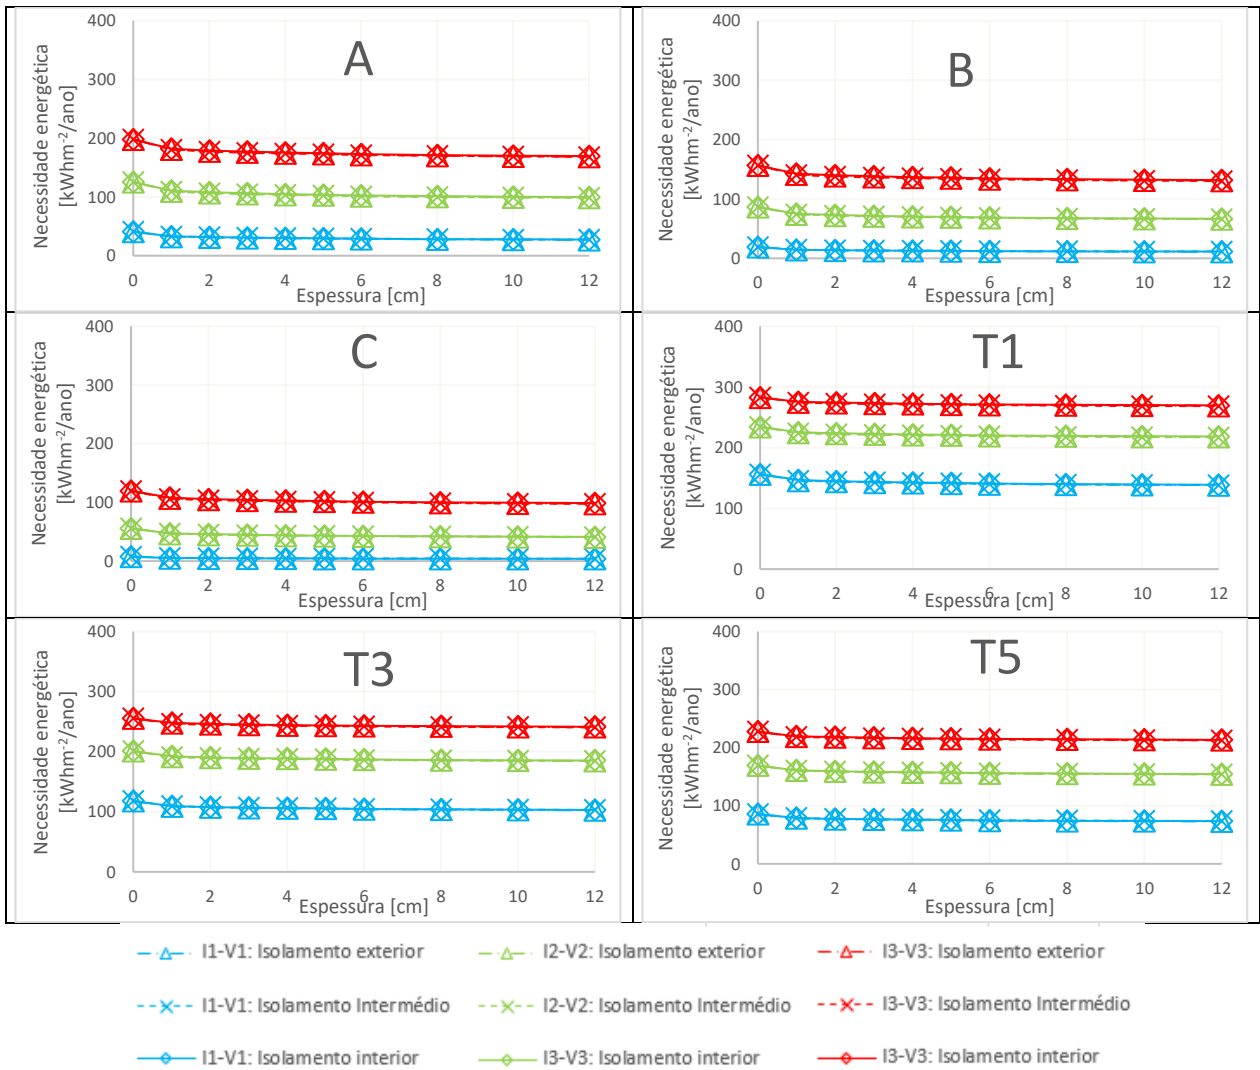 Necessidade energética
[kWhm⁻²/ano]
400
300
200
100
0
A
0 2 4 6 8 10 12
Espessura [cm]
Necessidade energética
[kWhm⁻²/ano]
400
300
200
100
0
B
0 2 4 6 8 10 12
Espessura [cm]
Necessidade energética
[kWhm⁻²/ano]
400
300
200
100
0
C
0 2 4 6 8 10 12
Espessura [cm]
Necessidade energética
[kWhm⁻²/ano]
400
300
200
100
0
T1
0 2 4 6 8 10 12
Espessura [cm]
Necessidade energética
[kWhm⁻²/ano]
400
300
200
100
0
T3
0 2 4 6 8 10 12
Espessura [cm]
Necessidade energética
[kWhm⁻²/ano]
400
300
200
100
0
T5
0 2 4 6 8 10 12
Espessura [cm]
I1-V1: Isolamento exterior I2-V2: Isolamento exterior I3-V3: Isolamento exterior
I1-V1: Isolamento Intermédio I2-V2: Isolamento Intermédio I3-V3: Isolamento Intermédio
I1-V1: Isolamento interior I3-V3: Isolamento interior I3-V3: Isolamento interior